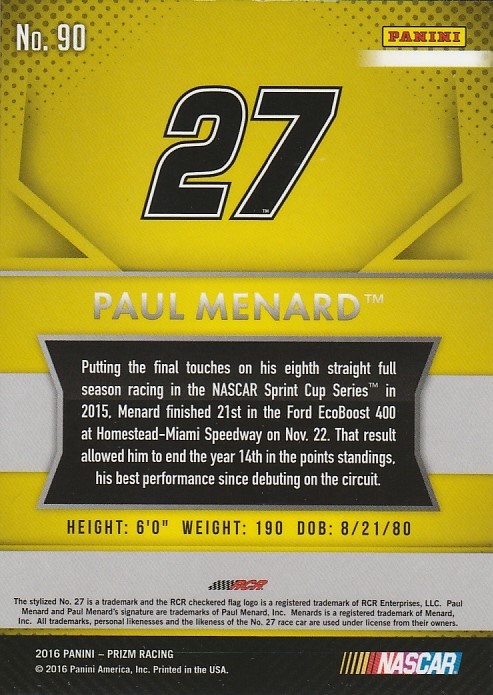 No. 90
PANINI
27
PAUL MENARD™
Putting the final touches on his eighth straight full
season racing in the NASCAR Sprint Cup Series™ in
2015, Menard finished 21st in the Ford EcoBoost 400
at Homestead-Miami Speedway on Nov. 22. That result
allowed him to end the year 14th in the points standings,
his best performance since debuting on the circuit.
HEIGHT: 6'0" WEIGHT: 190 DOB: 8/21/80
RCR
The stylized No. 27 is a trademark and the RCR checkered flag logo is a registered trademark of RCR Enterprises, LLC. Paul
Menard and Paul Menard's signature are trademarks of Paul Menard, Inc. Menards is a registered trademark of Menard,
Inc. All trademarks, personal likenesses and the likeness of the No. 27 race car are used under license from their owners.
2016 PANINI – PRIZM RACING
© 2016 Panini America, Inc. Printed in the USA.
NASCAR